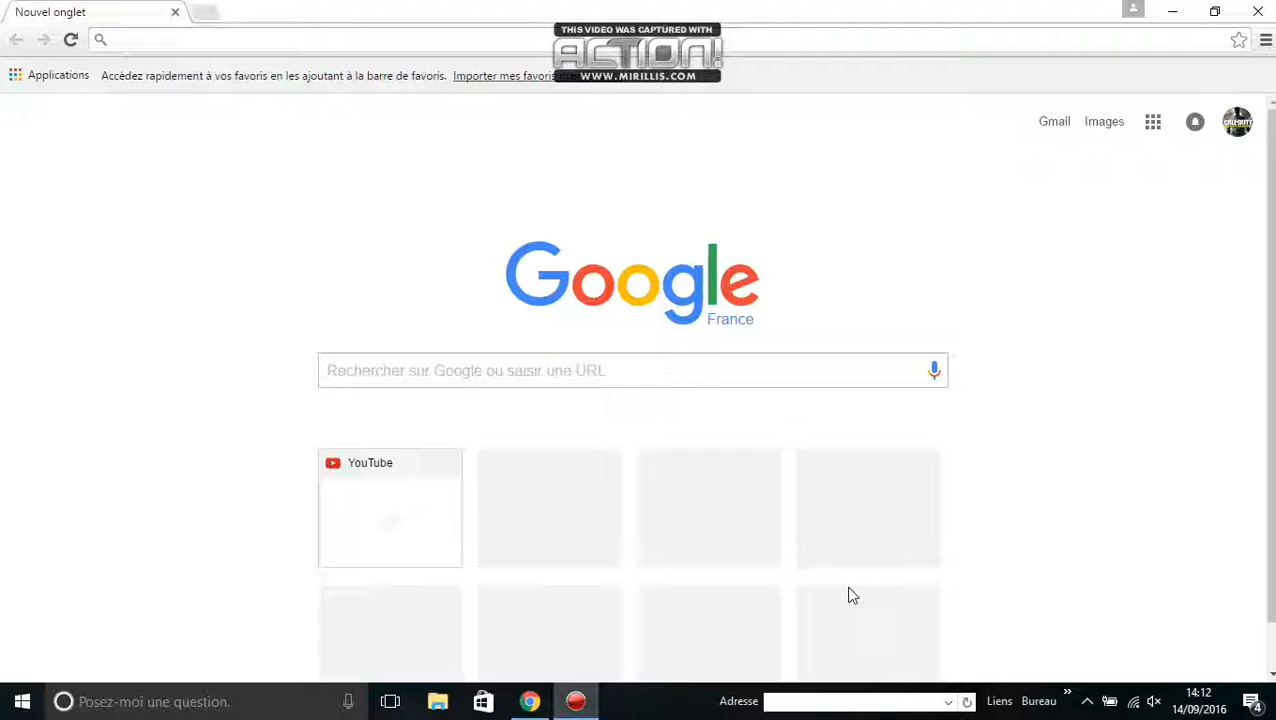 Nouvel onglet
THIS VIDEO WAS CAPTURED WITH
ACTION!
WWW.MIRILLIS.COM
Applications Accédez rapidement à vos favoris en les ajoutant à la barre de favoris. Importer mes favoris
Gmail Images
Google
France
Rechercher sur Google ou saisir une URL
YouTube
Posez-moi une question.
Adresse
Liens Bureau
14:12
14/09/2016
4